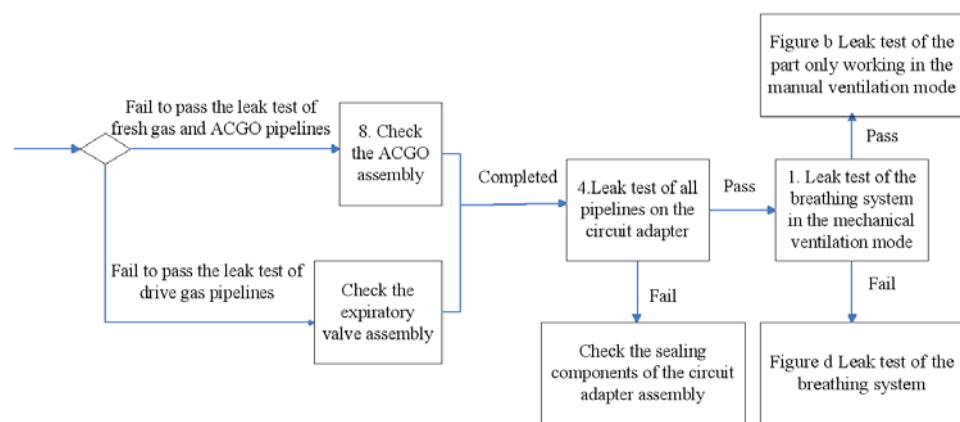 Fail to pass the leak test of
fresh gas and ACGO pipelines
8. Check
the ACGO
assembly
Fail to pass the leak test of
drive gas pipelines
Check the
expiratory
valve assembly
Completed
4.Leak test of all
pipelines on the
circuit adapter
Pass
Fail
Check the sealing
components of the circuit
adapter assembly
Figure b Leak test of the
part only working in the
manual ventilation mode
Pass
1. Leak test of the
breathing system
in the mechanical
ventilation mode
Fail
Figure d Leak test of the
breathing system